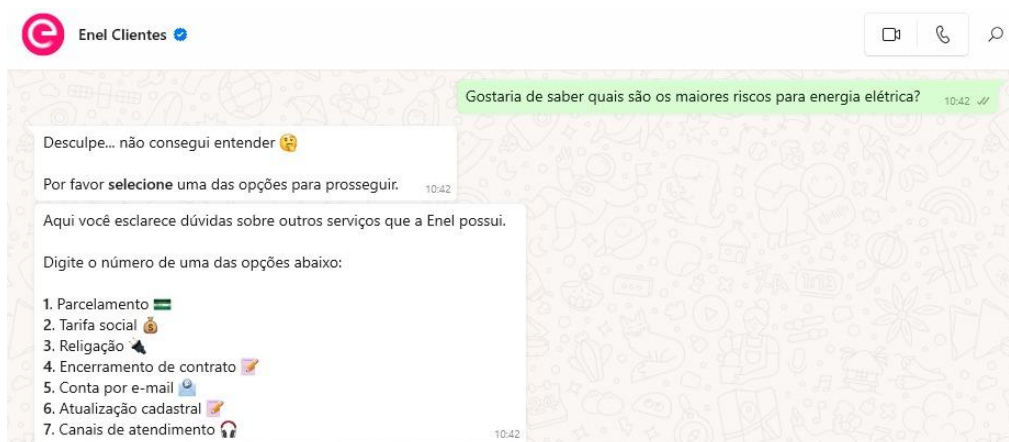 Enel Clientes
Gostaria de saber quais são os maiores riscos para energia elétrica? 10:42
Desculpe... não consegui entender 🤔
Por favor selecione uma das opções para prosseguir. 10:42
Aqui você esclarece dúvidas sobre outros serviços que a Enel possui.
Digite o número de uma das opções abaixo:
1. Parcelamento 💳
2. Tarifa social 💰
3. Religação 🔌
4. Encerramento de contrato 📝
5. Conta por e-mail 📩
6. Atualização cadastral 📝
7. Canais de atendimento 🎧 10:42